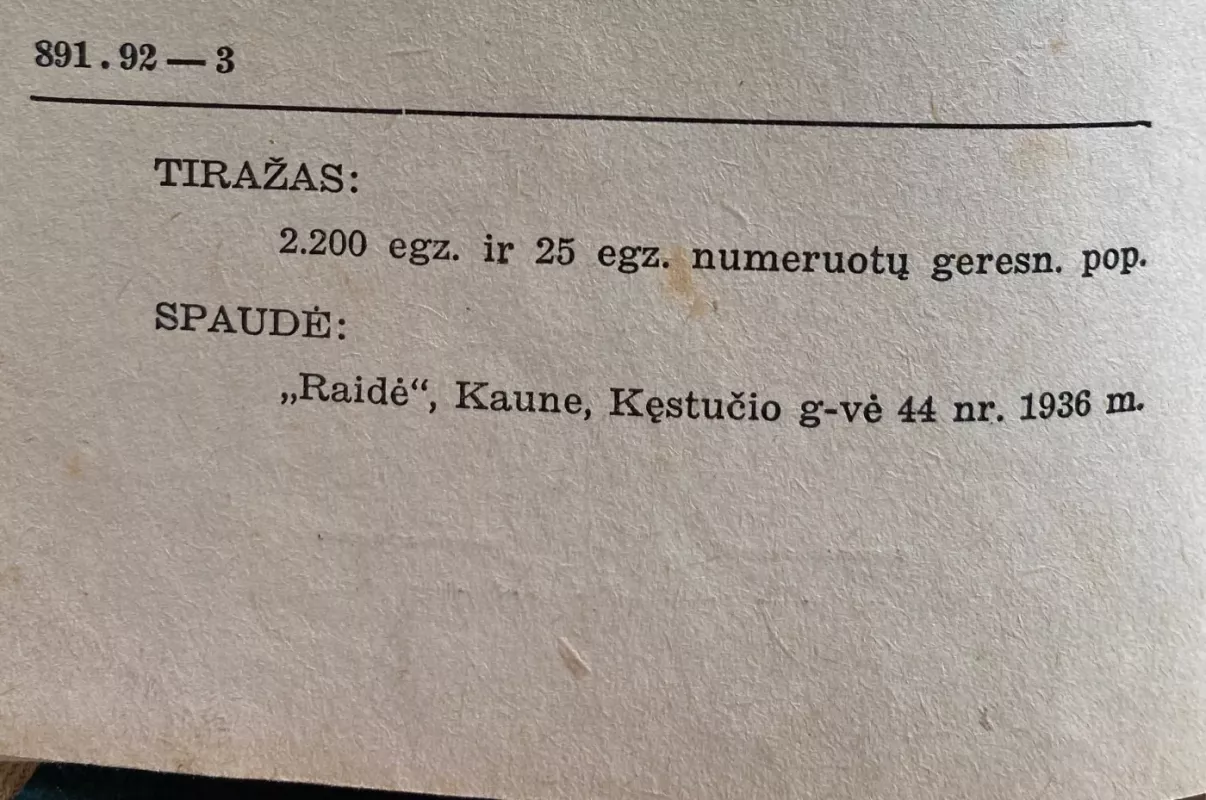 891.92 — 3
TIRAŽAS:
2.200 egz. ir 25 egz. numeruotų geresn. pop.
SPAUDĖ:
„Raidė“, Kaune, Kęstučio g-vė 44 nr. 1936 m.